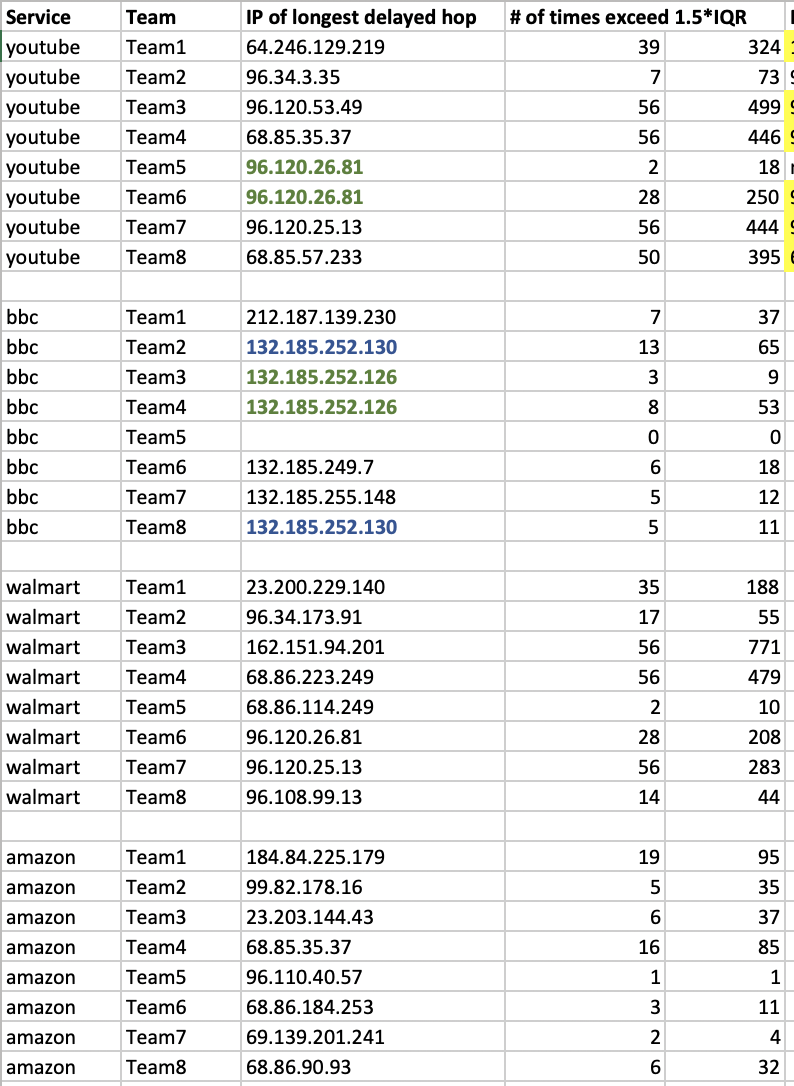 Service Team IP of longest delayed hop # of times exceed 1.5*IQR
youtube Team1 64.246.129.219 39 324
youtube Team2 96.34.3.35 7 73
youtube Team3 96.120.53.49 56 499
youtube Team4 68.85.35.37 56 446
youtube Team5 96.120.26.81 2 18
youtube Team6 96.120.26.81 28 250
youtube Team7 96.120.25.13 56 444
youtube Team8 68.85.57.233 50 395
bbc Team1 212.187.139.230 7 37
bbc Team2 132.185.252.130 13 65
bbc Team3 132.185.252.126 3 9
bbc Team4 132.185.252.126 8 53
bbc Team5 0 0
bbc Team6 132.185.249.7 6 18
bbc Team7 132.185.255.148 5 12
bbc Team8 132.185.252.130 5 11
walmart Team1 23.200.229.140 35 188
walmart Team2 96.34.173.91 17 55
walmart Team3 162.151.94.201 56 771
walmart Team4 68.86.223.249 56 479
walmart Team5 68.86.114.249 2 10
walmart Team6 96.120.26.81 28 208
walmart Team7 96.120.25.13 56 283
walmart Team8 96.108.99.13 14 44
amazon Team1 184.84.225.179 19 95
amazon Team2 99.82.178.16 5 35
amazon Team3 23.203.144.43 6 37
amazon Team4 68.85.35.37 16 85
amazon Team5 96.110.40.57 1 1
amazon Team6 68.86.184.253 3 11
amazon Team7 69.139.201.241 2 4
amazon Team8 68.86.90.93 6 32